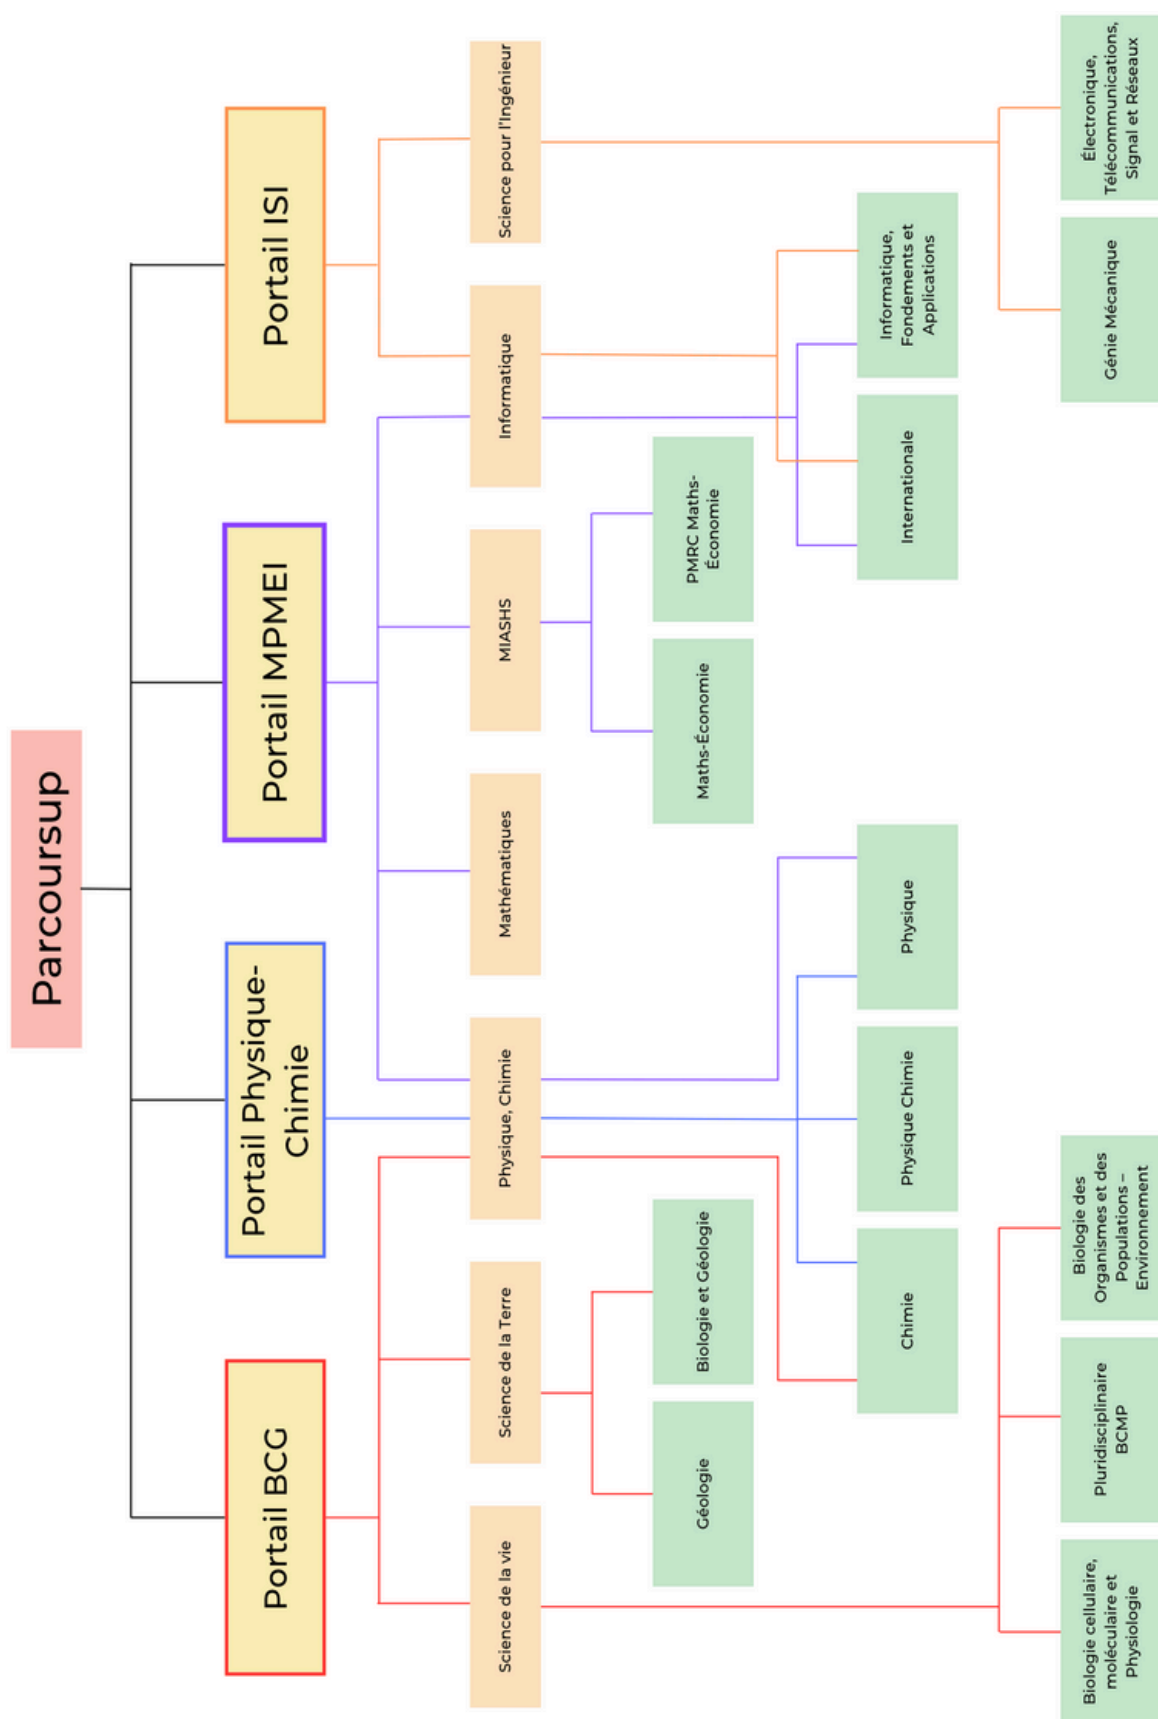 Parcoursup
Portail BCG
Portail Physique-
Chimie
Portail MPMEI
Portail ISI
Science de la vie
Science de la Terre
Physique, Chimie
Mathématiques
MIASHS
Informatique
Science pour l'Ingénieur
Géologie
Biologie et Géologie
Maths-Économie
PMRC Maths-
Économie
Chimie
Physique Chimie
Physique
Internationale
Informatique,
Fondements et
Applications
Biologie cellulaire,
moléculaire et
Physiologie
Pluridisciplinaire
BCMP
Biologie des
Organismes et des
Populations –
Environnement
Génie Mécanique
Électronique,
Télécommunications,
Signal et Réseaux